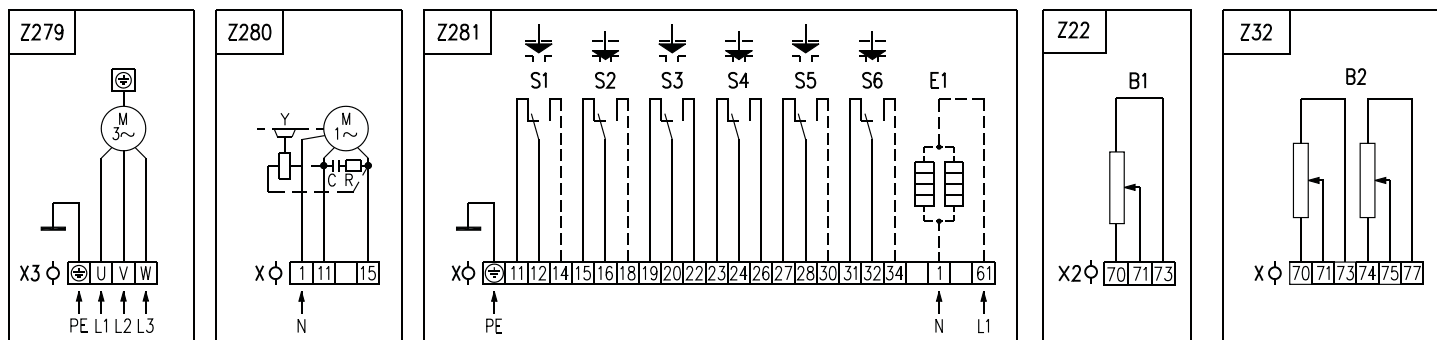 Z279
Z280
Z281
Z22
Z32
S1 S2 S3 S4 S5 S6 E1
B1
B2
M
3~
Y
M
1~
C R
X3 U V W
X 1 11 15
X 11 12 14 15 16 18 19 20 22 23 24 26 27 28 30 31 32 34 1 61
X2 70 71 73
X 70 71 73 74 75 77
PE L1 L2 L3
N
PE
N
L1